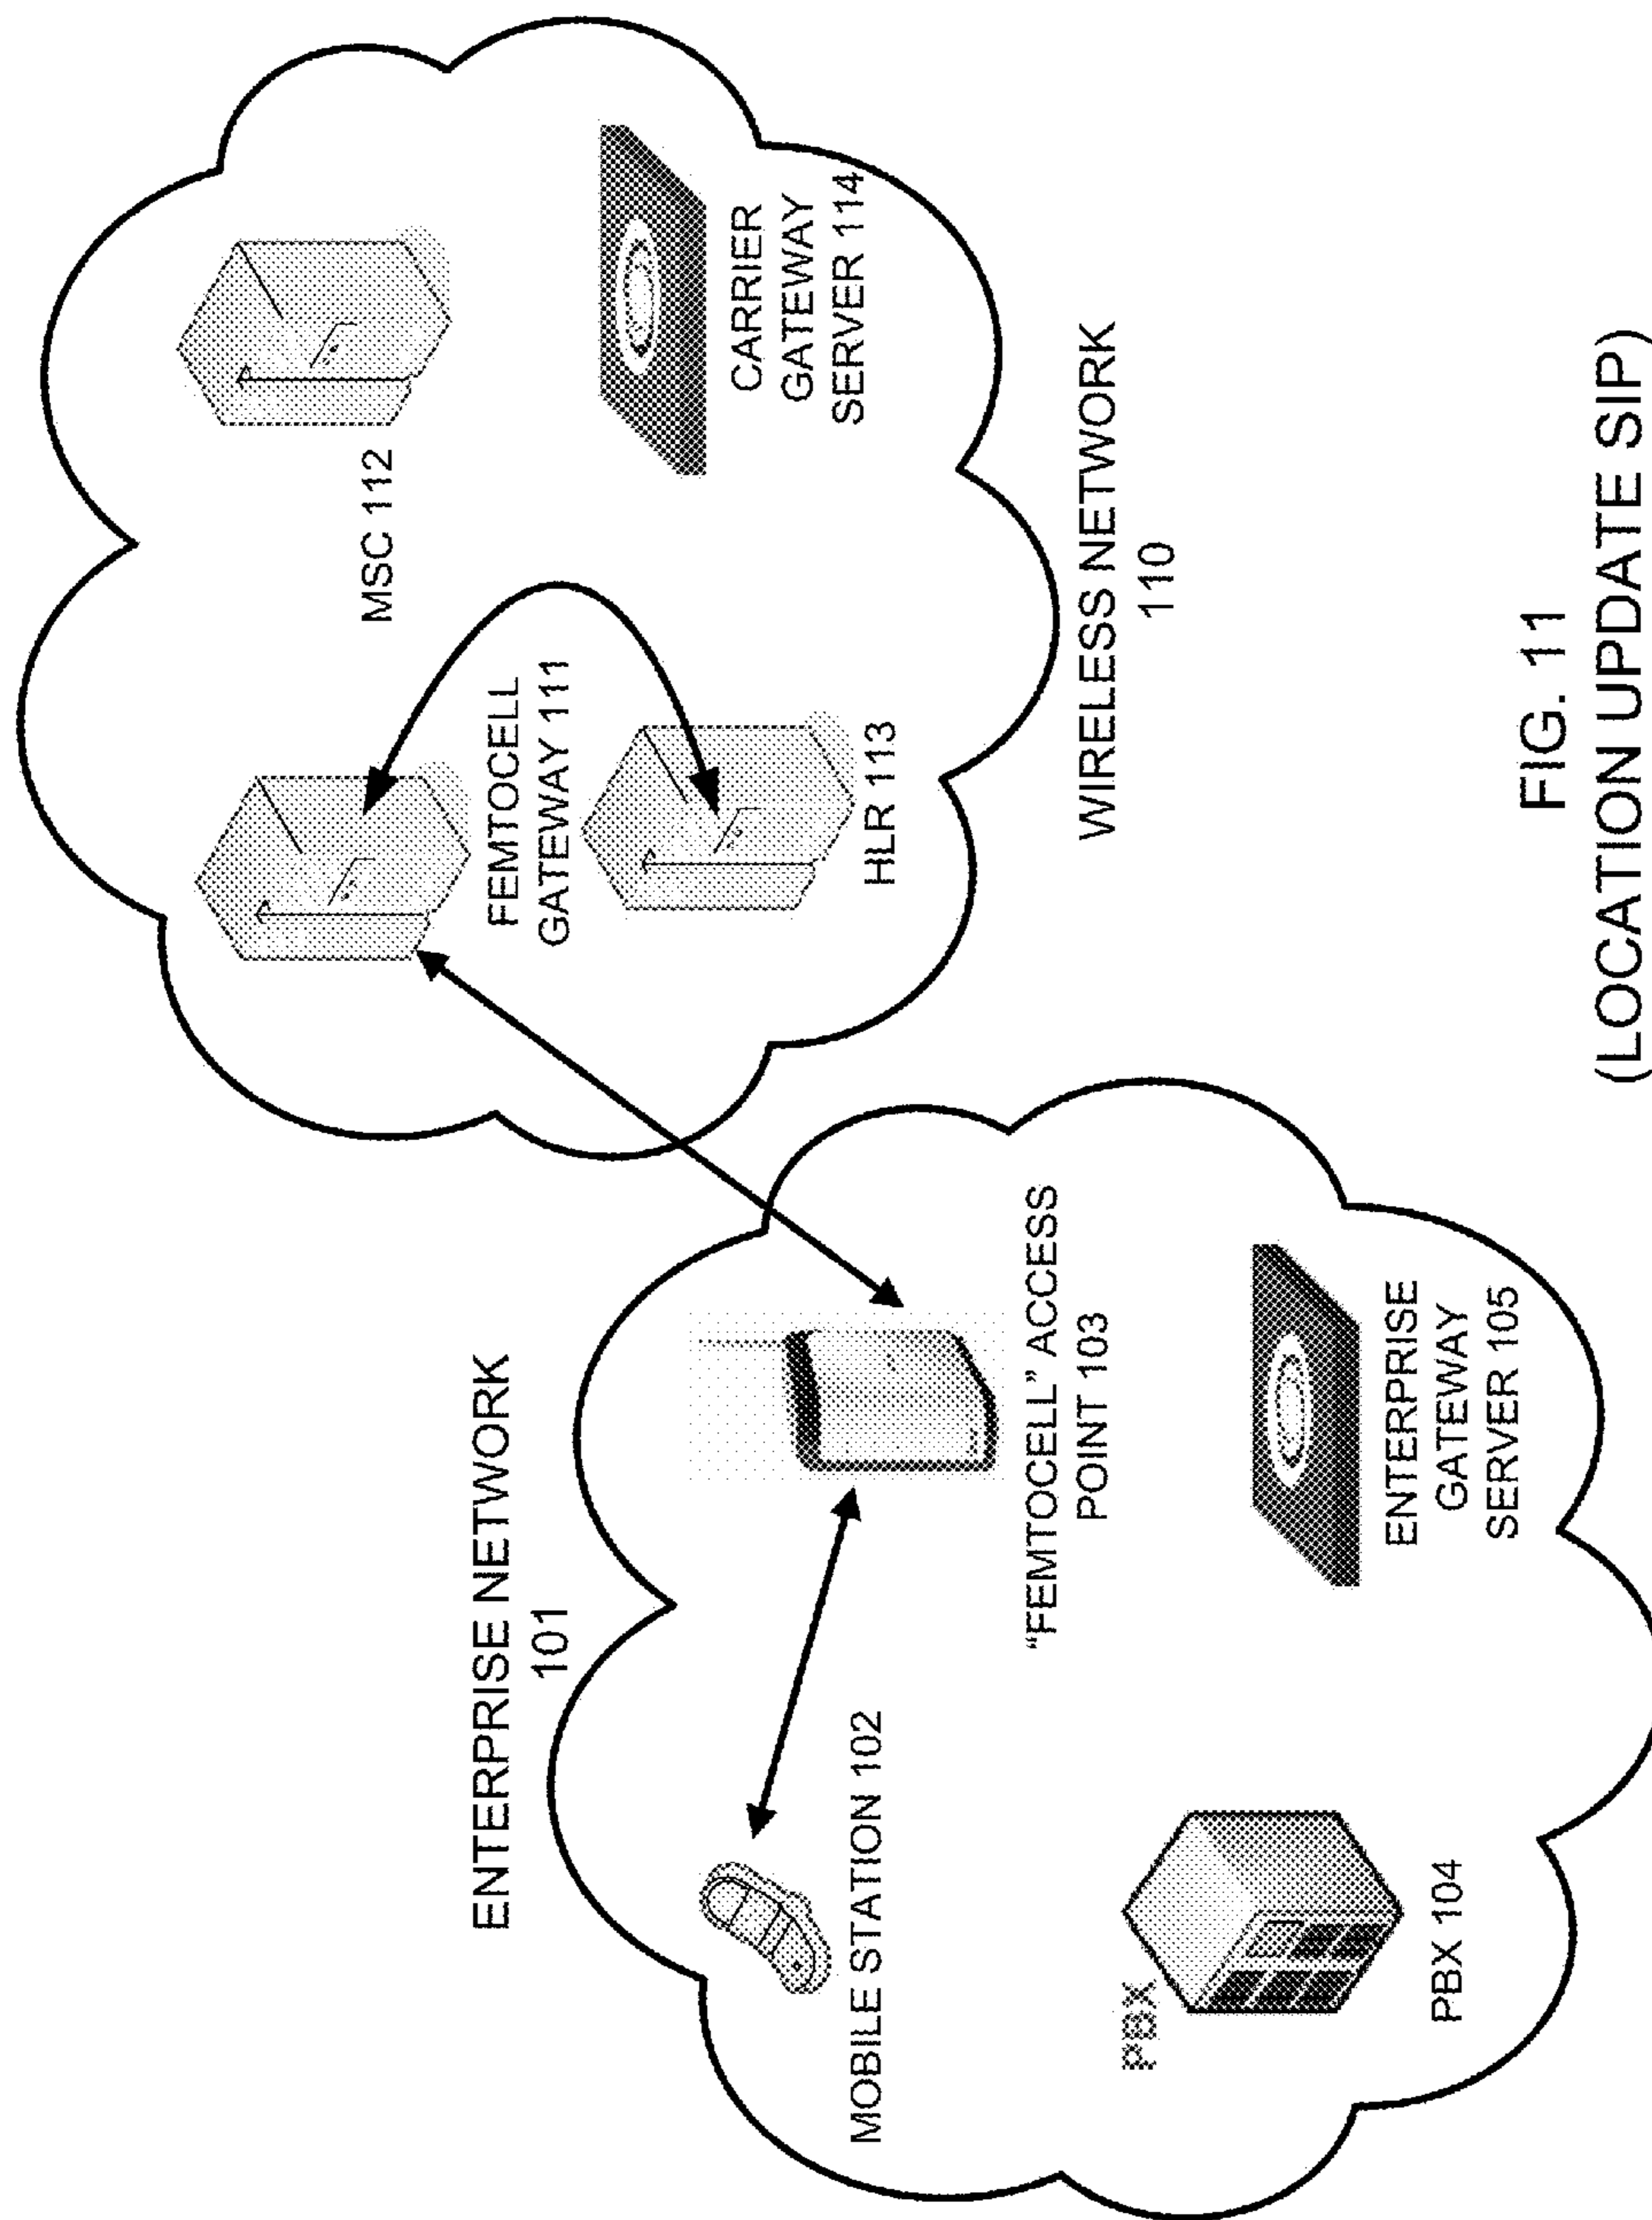 ENTERPRISE NETWORK
101
MOBILE STATION 102
"FEMTOCELL" ACCESS
POINT 103
PBX
PBX 104
ENTERPRISE
GATEWAY
SERVER 105
MSC 112
FEMTOCELL
GATEWAY 111
HLR 113
CARRIER
GATEWAY
SERVER 114
WIRELESS NETWORK
110
FIG. 11
(LOCATION UPDATE SIP)